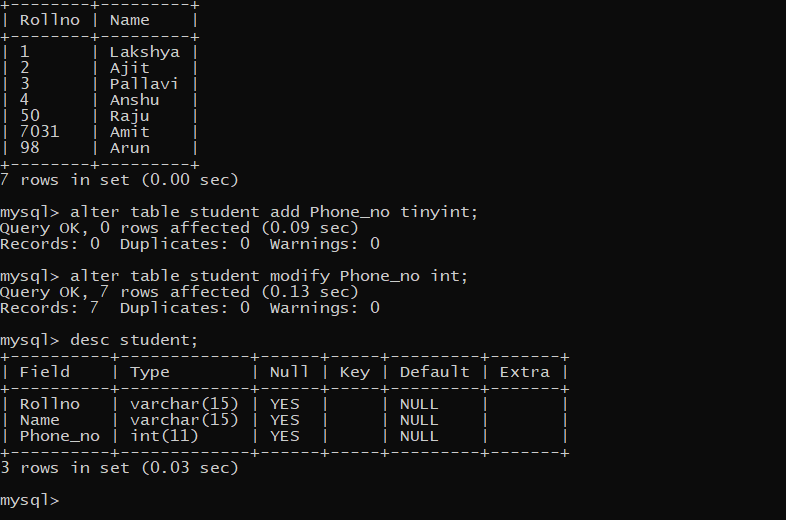 +--------+---------+
| Rollno | Name    |
+--------+---------+
| 1      | Lakshya |
| 2      | Ajit    |
| 3      | Pallavi |
| 4      | Anshu   |
| 50     | Raju    |
| 7031   | Amit    |
| 98     | Arun    |
+--------+---------+
7 rows in set (0.00 sec)

mysql> alter table student add Phone_no tinyint;
Query OK, 0 rows affected (0.09 sec)
Records: 0  Duplicates: 0  Warnings: 0

mysql> alter table student modify Phone_no int;
Query OK, 7 rows affected (0.13 sec)
Records: 7  Duplicates: 0  Warnings: 0

mysql> desc student;
+----------+-------------+------+-----+---------+-------+
| Field    | Type        | Null | Key | Default | Extra |
+----------+-------------+------+-----+---------+-------+
| Rollno   | varchar(15) | YES  |     | NULL    |       |
| Name     | varchar(15) | YES  |     | NULL    |       |
| Phone_no | int(11)     | YES  |     | NULL    |       |
+----------+-------------+------+-----+---------+-------+
3 rows in set (0.03 sec)

mysql>